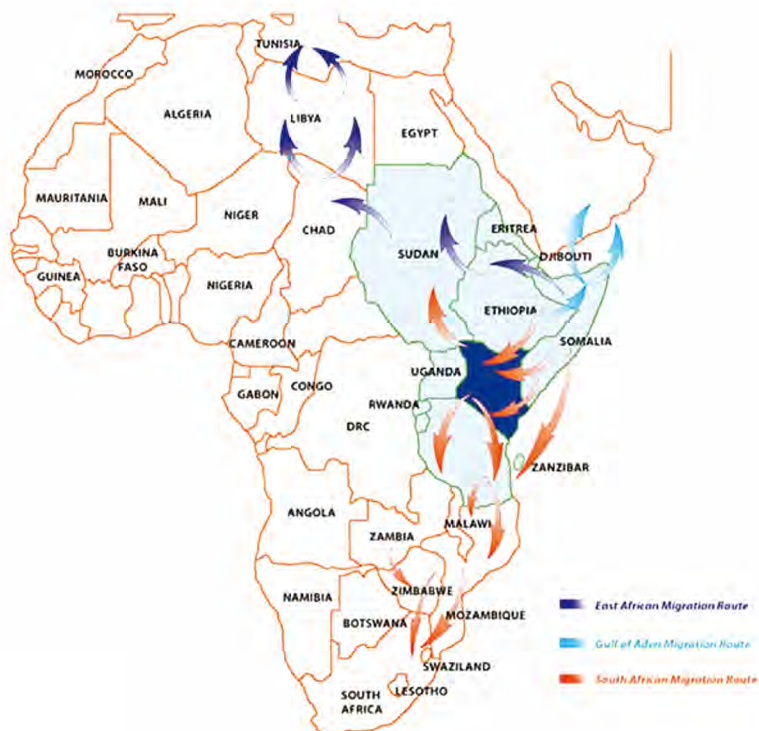 TUNISIA
MOROCCO
ALGERIA
LIBYA
EGYPT
MAURITANIA
MALI
NIGER
CHAD
SUDAN
ERITREA
DJIBOUTI
BURKINA
FASO
GUINEA
NIGERIA
ETHIOPIA
SOMALIA
CAMEROON
UGANDA
GABON
CONGO
RWANDA
DRC
ZANZIBAR
ANGOLA
MALAWI
ZAMBIA
NAMIBIA
ZIMBABWE
BOTSWANA
MOZAMBIQUE
SWAZILAND
LESOTHO
SOUTH
AFRICA
East African Migration Route
Gulf of Aden Migration Route
South African Migration Route